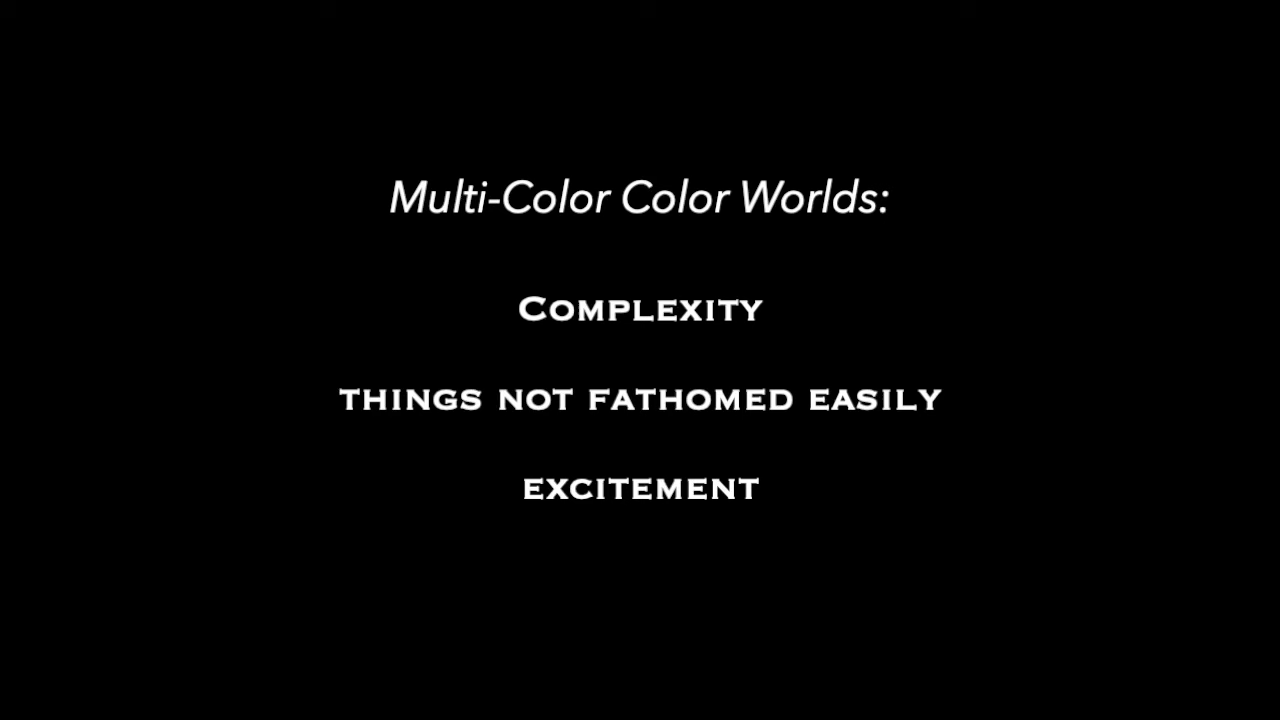 Multi-Color Color Worlds:
Complexity
things not fathomed easily
excitement